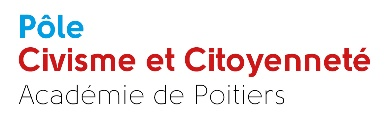 Pôle
Civisme et Citoyenneté
Académie de Poitiers